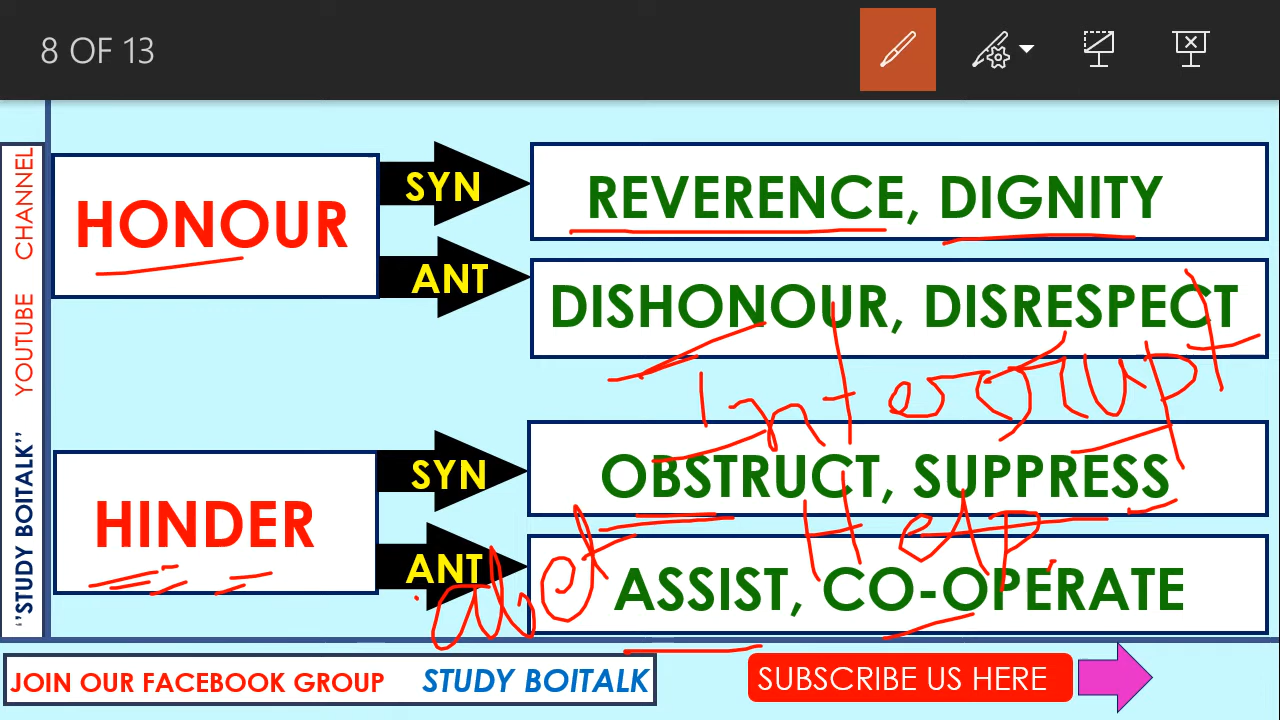 8 OF 13
HONOUR
SYN
REVERENCE, DIGNITY
ANT
DISHONOUR, DISRESPECT
Interrupt
HINDER
SYN
OBSTRUCT, SUPPRESS
Help
ANT
abet
ASSIST, CO-OPERATE
"STUDY BOITALK" YOUTUBE CHANNEL
JOIN OUR FACEBOOK GROUP STUDY BOITALK
SUBSCRIBE US HERE